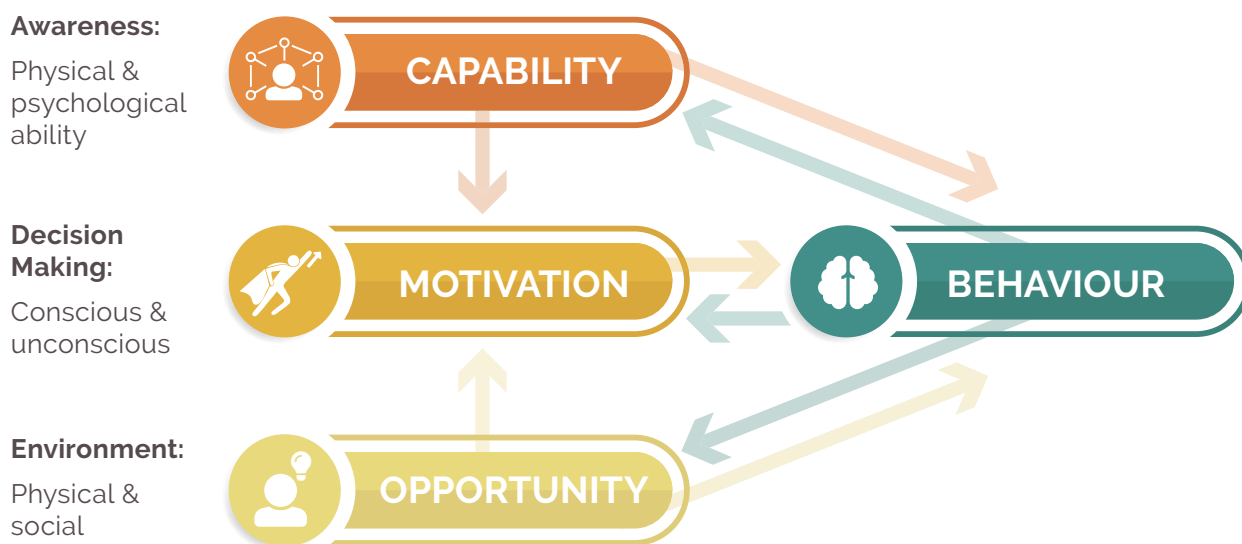 Awareness:
Physical &
psychological
ability
CAPABILITY
Decision
Making:
Conscious &
unconscious
MOTIVATION
BEHAVIOUR
Environment:
Physical &
social
OPPORTUNITY